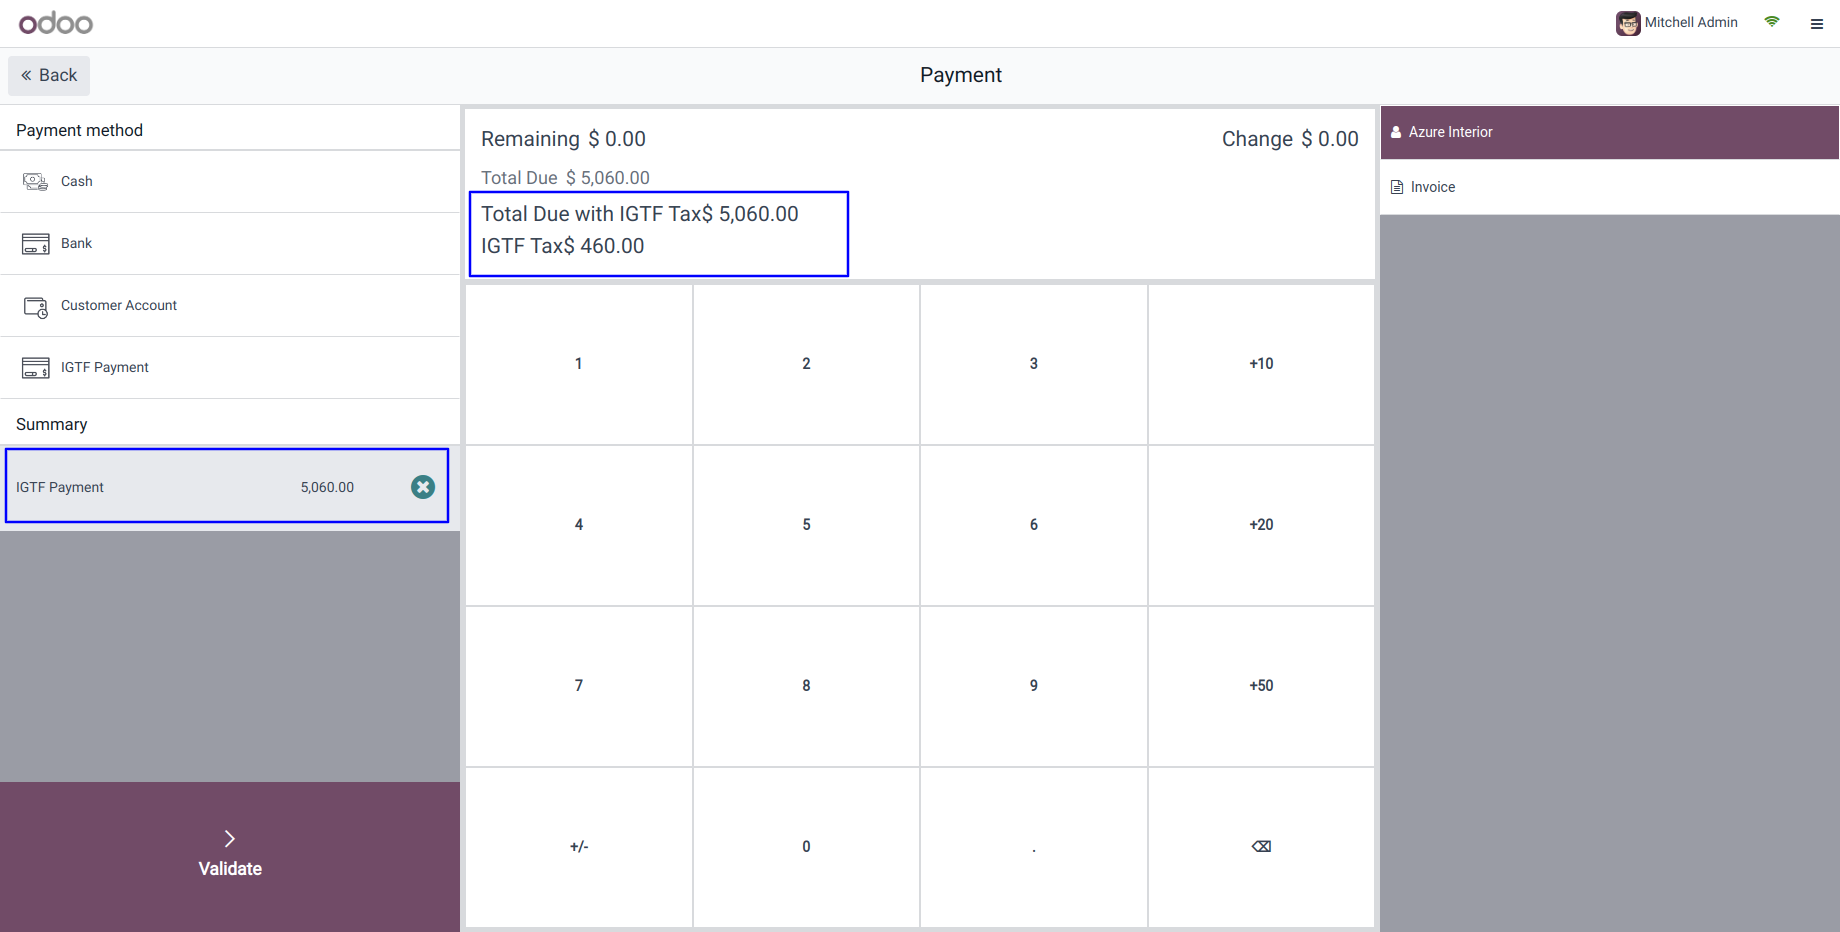 odoo
Mitchell Admin
« Back
Payment
Payment method
Cash
Bank
Customer Account
IGTF Payment
Summary
IGTF Payment 5,060.00
Validate
Remaining $ 0.00
Change $ 0.00
Total Due $ 5,060.00
Total Due with IGTF Tax$ 5,060.00
IGTF Tax$ 460.00
1 2 3 +10
4 5 6 +20
7 8 9 +50
+/- 0 . ⌫
Azure Interior
Invoice